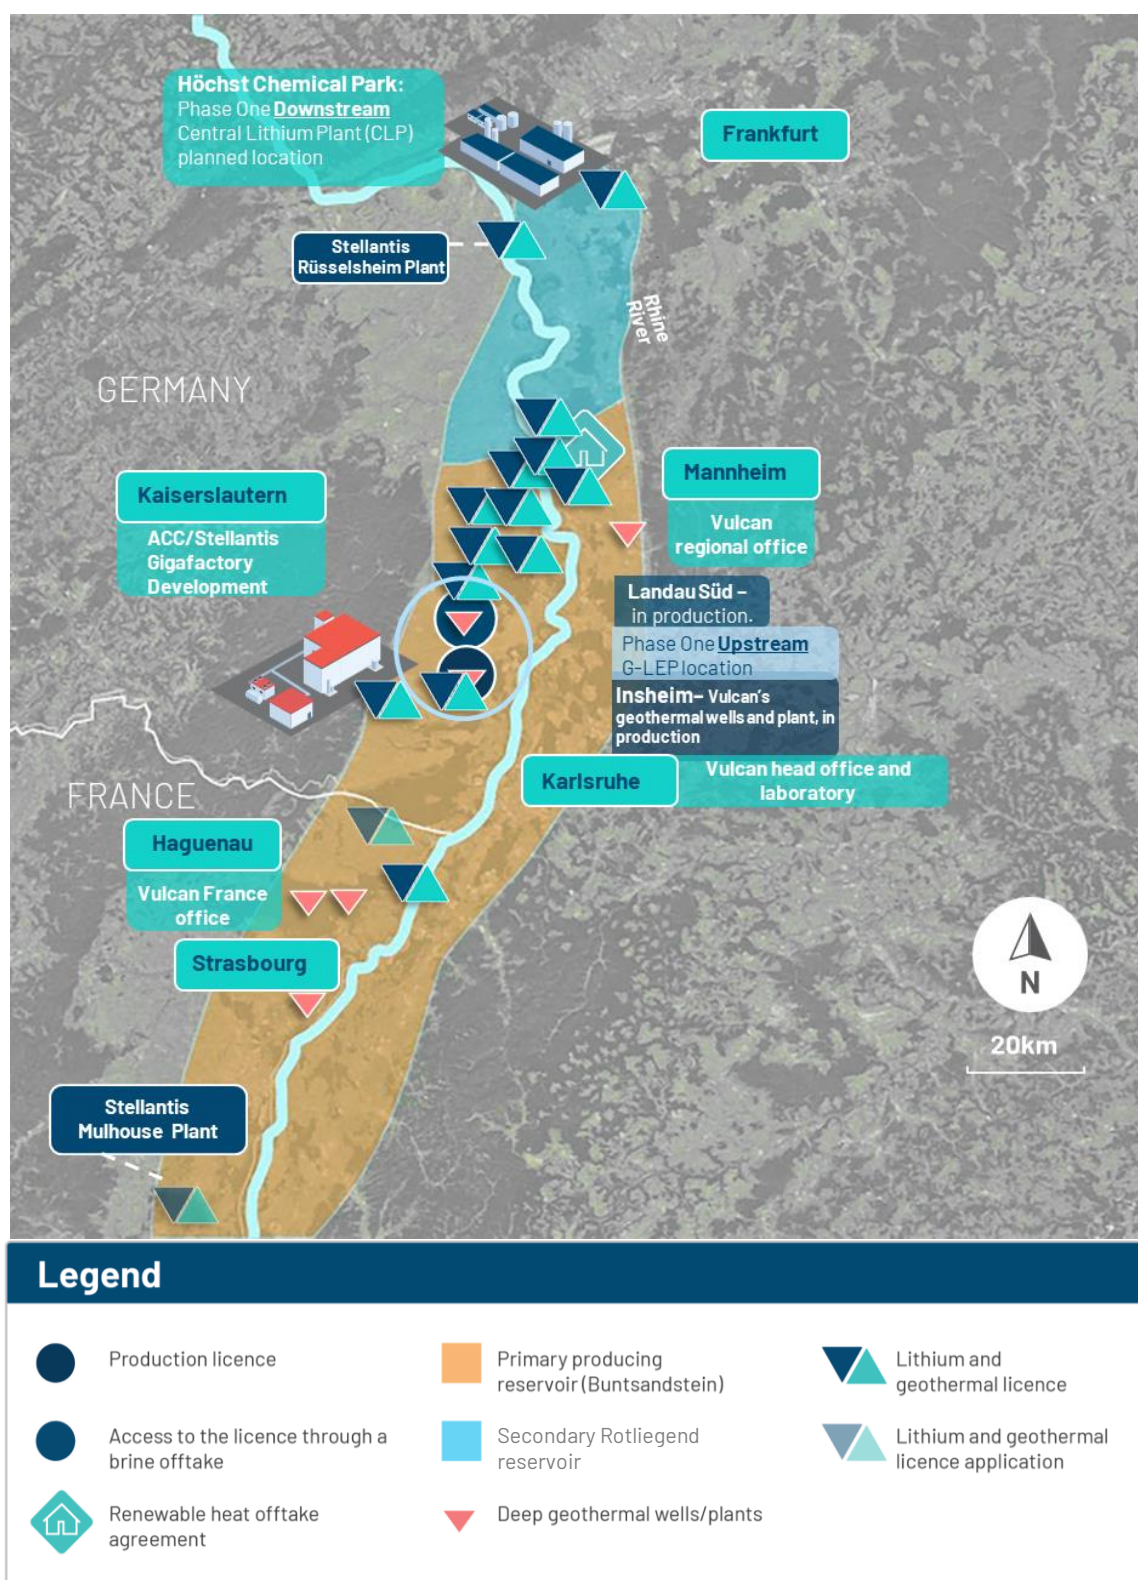 Höchst Chemical Park:
Phase One Downstream
Central Lithium Plant (CLP)
planned location
Frankfurt
Stellantis
Rüsselsheim Plant
Rhine
River
GERMANY
Kaiserslautern
ACC/Stellantis
Gigafactory
Development
Mannheim
Vulcan
regional office
Landau Süd –
in production.
Phase One Upstream
G-LEP location
Insheim– Vulcan's
geothermal wells and plant, in
production
Karlsruhe
Vulcan head office and
laboratory
FRANCE
Haguenau
Vulcan France
office
Strasbourg
N
20km
Stellantis
Mulhouse Plant
Legend
Production licence
Access to the licence through a
brine offtake
Renewable heat offtake
agreement
Primary producing
reservoir (Buntsandstein)
Secondary Rotliegend
reservoir
Deep geothermal wells/plants
Lithium and
geothermal licence
Lithium and geothermal
licence application